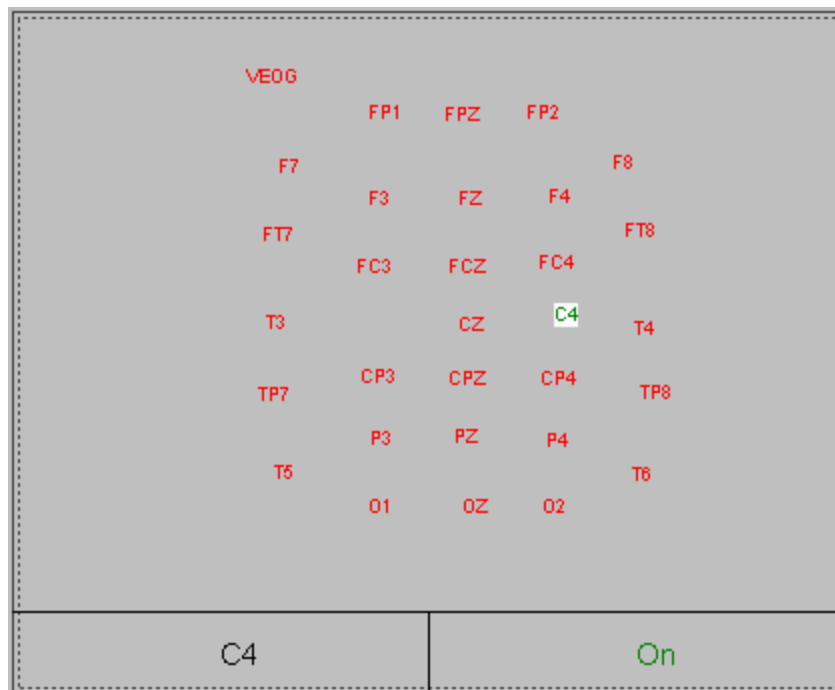 VEOG
FP1 FPZ FP2
F7 F8
F3 FZ F4
FT7 FT8
FC3 FCZ FC4
T3 CZ C4 T4
CP3 CPZ CP4
TP7 TP8
P3 PZ P4
T5 T6
O1 OZ O2
C4 On